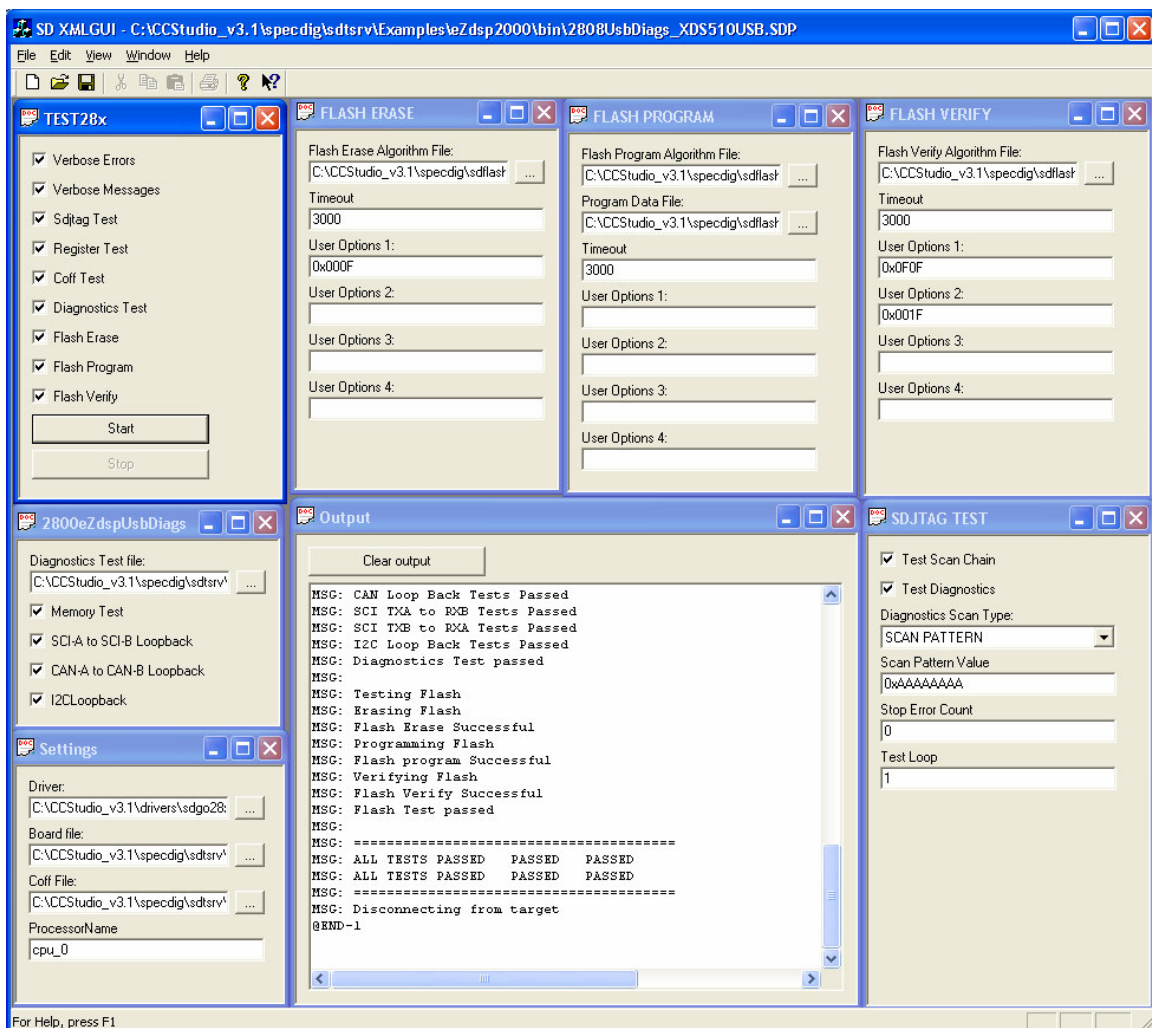 SD XMLGUI - C:\CCStudio_v3.1\specdig\sdtsrv\Examples\eZdsp2000\bin\2808UsbDiags_XDS510USB.SDP
File Edit View Window Help
TEST28x
Verbose Errors
Verbose Messages
Sdjtag Test
Register Test
Coff Test
Diagnostics Test
Flash Erase
Flash Program
Flash Verify
Start
Stop
FLASH ERASE
Flash Erase Algorithm File:
C:\CCStudio_v3.1\specdig\sdflash ...
Timeout
3000
User Options 1:
0x000F
User Options 2:
User Options 3:
User Options 4:
FLASH PROGRAM
Flash Program Algorithm File:
C:\CCStudio_v3.1\specdig\sdflash ...
Program Data File:
C:\CCStudio_v3.1\specdig\sdflash ...
Timeout
3000
User Options 1:
User Options 2:
User Options 3:
User Options 4:
FLASH VERIFY
Flash Verify Algorithm File:
C:\CCStudio_v3.1\specdig\sdflash ...
Timeout
3000
User Options 1:
0x0F0F
User Options 2:
0x001F
User Options 3:
User Options 4:
2800eZdspUsbDiags
Diagnostics Test file:
C:\CCStudio_v3.1\specdig\sdtsrv\ ...
Memory Test
SCI-A to SCI-B Loopback
CAN-A to CAN-B Loopback
I2CLoopback
Settings
Driver:
C:\CCStudio_v3.1\drivers\sdgo28: ...
Board file:
C:\CCStudio_v3.1\specdig\sdtsrv\ ...
Coff File:
C:\CCStudio_v3.1\specdig\sdtsrv\ ...
ProcessorName
cpu_0
Output
Clear output
MSG: CAN Loop Back Tests Passed
MSG: SCI TXA to RXB Tests Passed
MSG: SCI TXB to RXA Tests Passed
MSG: I2C Loop Back Tests Passed
MSG: Diagnostics Test passed
MSG:
MSG: Testing Flash
MSG: Erasing Flash
MSG: Flash Erase Successful
MSG: Programming Flash
MSG: Flash program Successful
MSG: Verifying Flash
MSG: Flash Verify Successful
MSG: Flash Test passed
MSG:
MSG: =======================================
MSG: ALL TESTS PASSED PASSED PASSED
MSG: ALL TESTS PASSED PASSED PASSED
MSG: =======================================
MSG: Disconnecting from target
@END-1
SDJTAG TEST
Test Scan Chain
Test Diagnostics
Diagnostics Scan Type:
SCAN PATTERN
Scan Pattern Value
0xAAAAAAAA
Stop Error Count
0
Test Loop
1
For Help, press F1